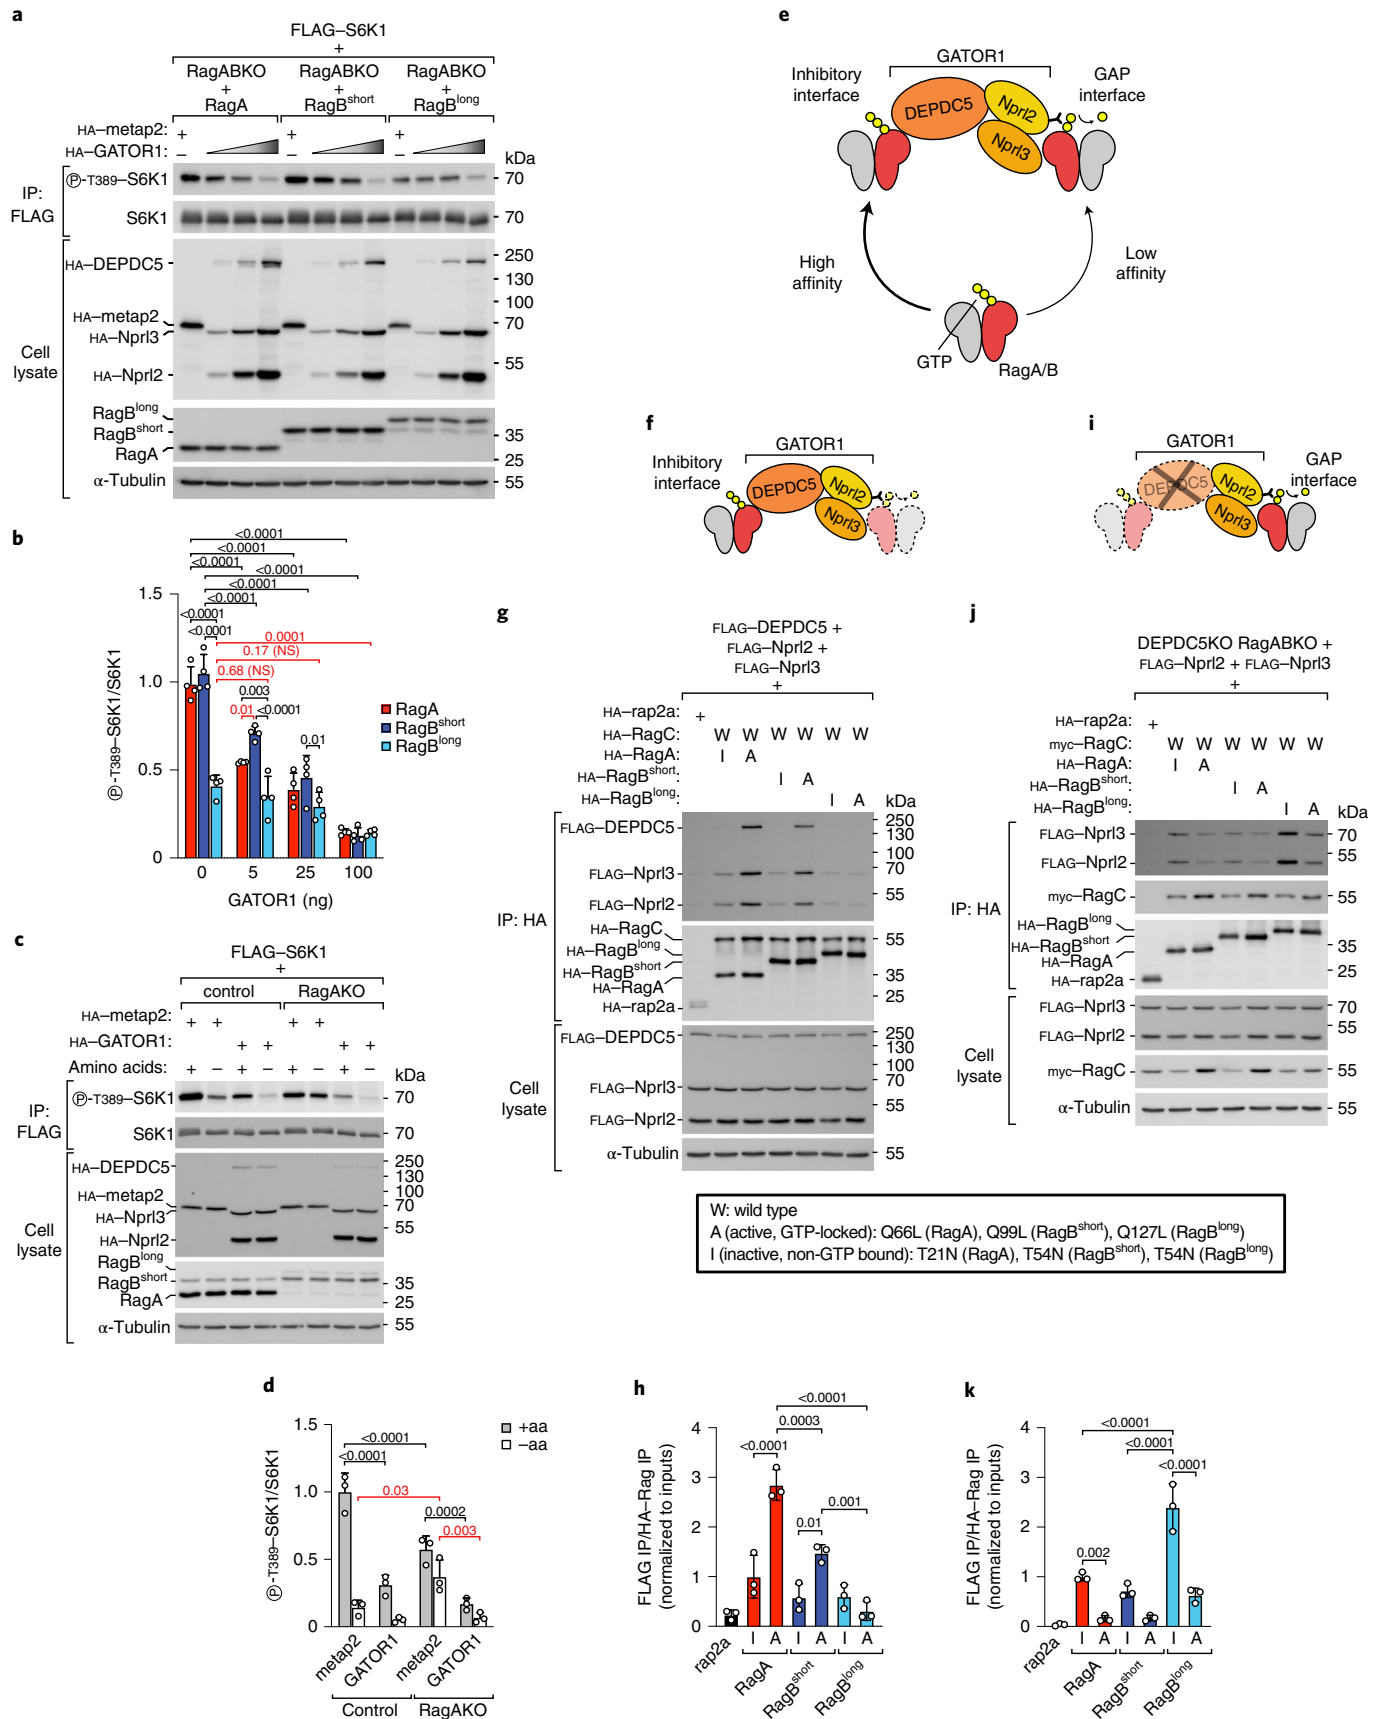 a
FLAG–S6K1
+
RagABKO RagABKO RagABKO
+ + +
RagA RagBshort RagBlong
HA–metap2: + + +
HA–GATOR1: – – –
kDa
IP: FLAG
Ⓟ-T389–S6K1 70
S6K1 70
Cell lysate
HA–DEPDC5 250
130
100
HA–metap2 70
HA–Nprl3
55
HA–Nprl2
RagBlong
RagBshort 35
RagA 25
α-Tubulin 55
b
<0.0001
<0.0001
<0.0001
<0.0001
<0.0001
<0.0001
<0.0001
<0.0001
0.0001
0.17 (NS)
0.68 (NS)
0.003
0.01 <0.0001
0.01
Ⓟ-T389–S6K1/S6K1
1.5
1.0
0.5
0
0 5 25 100
GATOR1 (ng)
RagA
RagBshort
RagBlong
c
FLAG–S6K1
+
control RagAKO
HA–metap2: + + + +
HA–GATOR1: + + + +
Amino acids: + – + – + – + –
kDa
IP: FLAG
Ⓟ-T389–S6K1 70
S6K1 70
Cell lysate
HA–DEPDC5 250
130
100
HA–metap2 70
HA–Nprl3
55
HA–Nprl2
RagBlong
RagBshort 35
RagA 25
α-Tubulin 55
d
1.5
1.0
0.5
0
Ⓟ-T389–S6K1/S6K1
<0.0001
<0.0001
0.03
0.0002
0.003
+aa
–aa
metap2 GATOR1 metap2 GATOR1
Control RagAKO
e
GATOR1
Inhibitory interface
GAP interface
DEPDC5
Nprl2
Nprl3
High affinity
Low affinity
GTP
RagA/B
f
GATOR1
Inhibitory interface
DEPDC5
Nprl2
Nprl3
i
GATOR1
GAP interface
DEPDC5
Nprl2
Nprl3
g
FLAG–DEPDC5 +
FLAG–Nprl2 +
FLAG–Nprl3
+
HA–rap2a: +
HA–RagC: W W W W W W
HA–RagA: I A
HA–RagBshort: I A
HA–RagBlong: I A
kDa
IP: HA
FLAG–DEPDC5 250
130
100
FLAG–Nprl3 70
55
FLAG–Nprl2
HA–RagC 55
HA–RagBlong
HA–RagBshort 35
HA–RagA
25
HA–rap2a
Cell lysate
FLAG–DEPDC5 250
130
100
FLAG–Nprl3 70
55
FLAG–Nprl2
α-Tubulin 55
j
DEPDC5KO RagABKO +
FLAG–Nprl2 + FLAG–Nprl3
+
HA–rap2a: +
myc–RagC: W W W W W W
HA–RagA: I A
HA–RagBshort: I A
HA–RagBlong: I A
kDa
IP: HA
FLAG–Nprl3 70
55
FLAG–Nprl2
myc–RagC 55
HA–RagBlong
HA–RagBshort 35
HA–RagA
25
HA–rap2a
Cell lysate
FLAG–Nprl3 70
55
FLAG–Nprl2
myc–RagC 55
α-Tubulin 55
W: wild type
A (active, GTP-locked): Q66L (RagA), Q99L (RagBshort), Q127L (RagBlong)
I (inactive, non-GTP bound): T21N (RagA), T54N (RagBshort), T54N (RagBlong)
h
FLAG IP/HA–Rag IP
(normalized to inputs)
4
3
2
1
0
<0.0001
0.0003
<0.0001
0.001
0.01
I A I A I A
rap2a RagA RagBshort RagBlong
k
FLAG IP/HA–Rag IP
(normalized to inputs)
4
3
2
1
0
<0.0001
<0.0001
<0.0001
0.002
I A I A I A
rap2a RagA RagBshort RagBlong